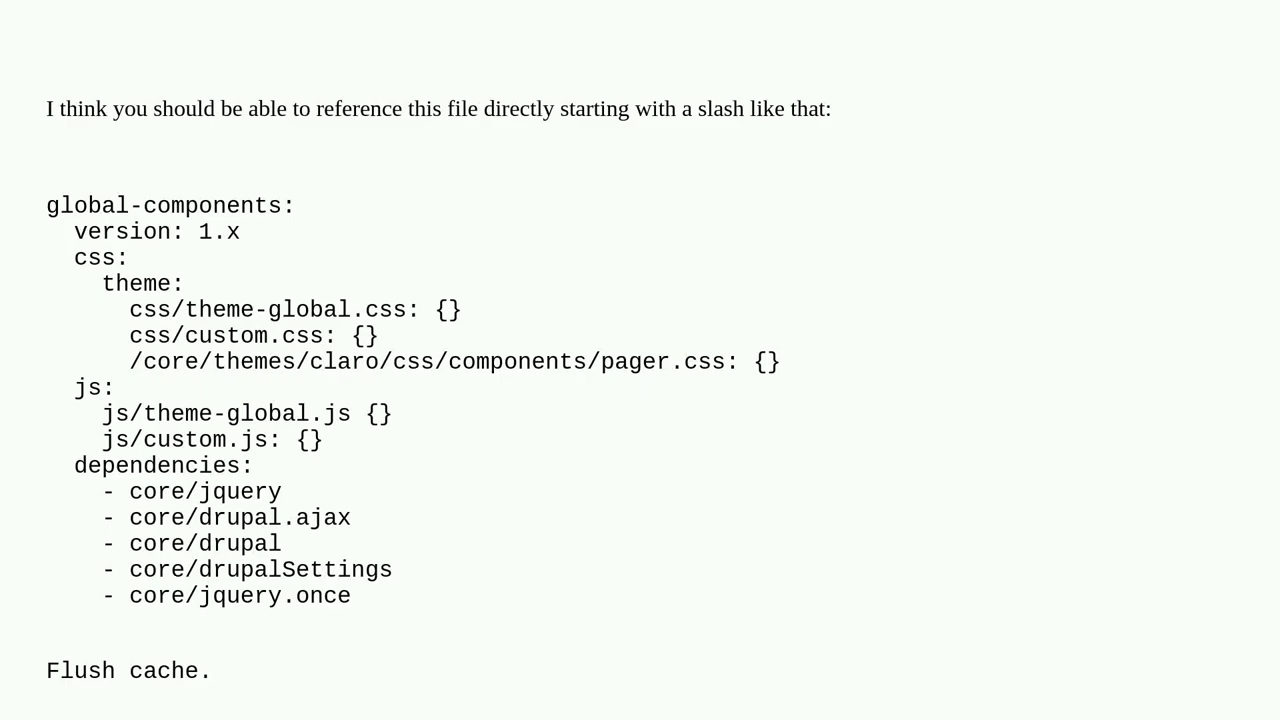 I think you should be able to reference this file directly starting with a slash like that:
global-components:
  version: 1.x
  css:
    theme:
      css/theme-global.css: {}
      css/custom.css: {}
      /core/themes/claro/css/components/pager.css: {}
  js:
    js/theme-global.js {}
    js/custom.js: {}
  dependencies:
    - core/jquery
    - core/drupal.ajax
    - core/drupal
    - core/drupalSettings
    - core/jquery.once
Flush cache.